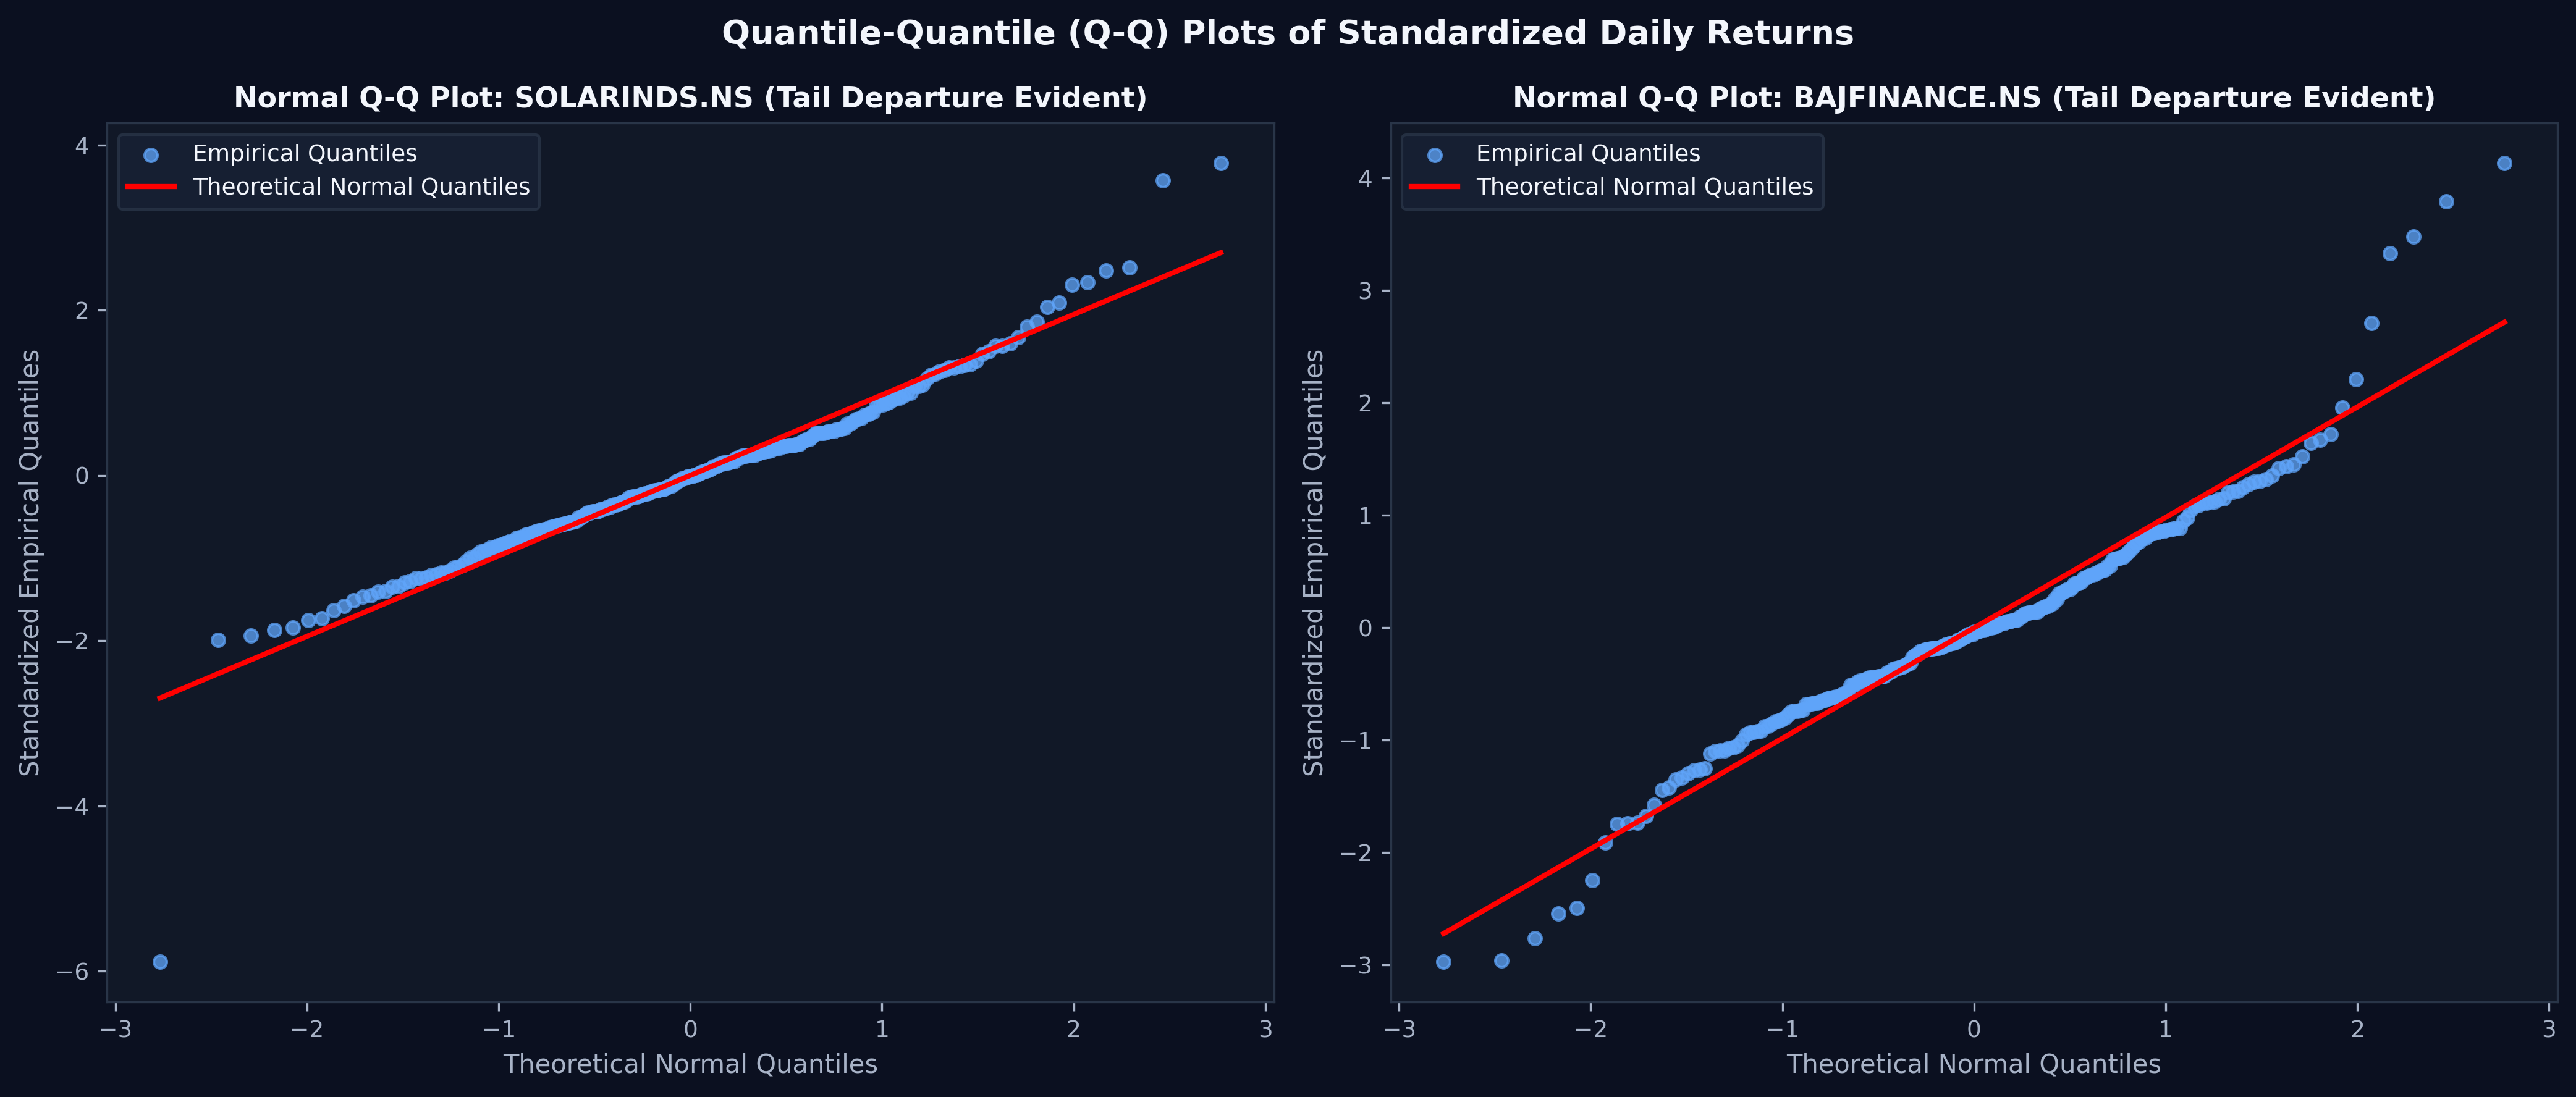 Quantile-Quantile (Q-Q) Plots of Standardized Daily Returns
Normal Q-Q Plot: SOLARINDS.NS (Tail Departure Evident)
Empirical Quantiles
Theoretical Normal Quantiles
Standardized Empirical Quantiles
4
2
0
−2
−4
−6
−3
−2
−1
0
1
2
3
Theoretical Normal Quantiles
Normal Q-Q Plot: BAJFINANCE.NS (Tail Departure Evident)
Empirical Quantiles
Theoretical Normal Quantiles
Standardized Empirical Quantiles
4
3
2
1
0
−1
−2
−3
−3
−2
−1
0
1
2
3
Theoretical Normal Quantiles